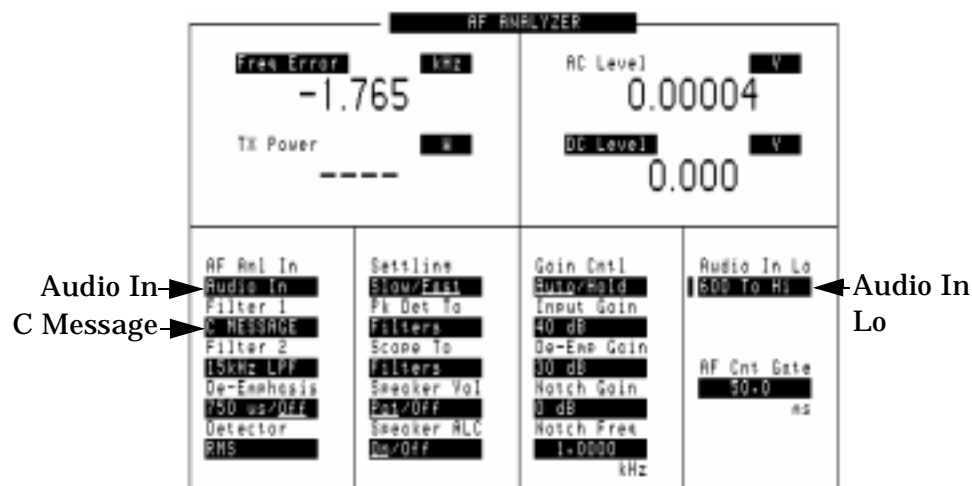 AF ANALYZER
Freq Error kHz
-1.765
TX Power W
----
AC Level V
0.00004
DC Level V
0.000
AF Anl In
Audio In
Filter 1
C MESSAGE
Filter 2
15kHz LPF
De-Emphasis
750 us/Off
Detector
RMS
Settling
Slow/Fast
Pk Det To
Filters
Scope To
Filters
Speaker Vol
Pot/Off
Speaker ALC
On/Off
Gain Cntl
Auto/Hold
Input Gain
40 dB
De-Emp Gain
30 dB
Notch Gain
0 dB
Notch Freq
1.0000
kHz
Audio In Lo
600 To Hi
AF Cnt Gate
50.0
ms
Audio In
C Message
Audio In
Lo